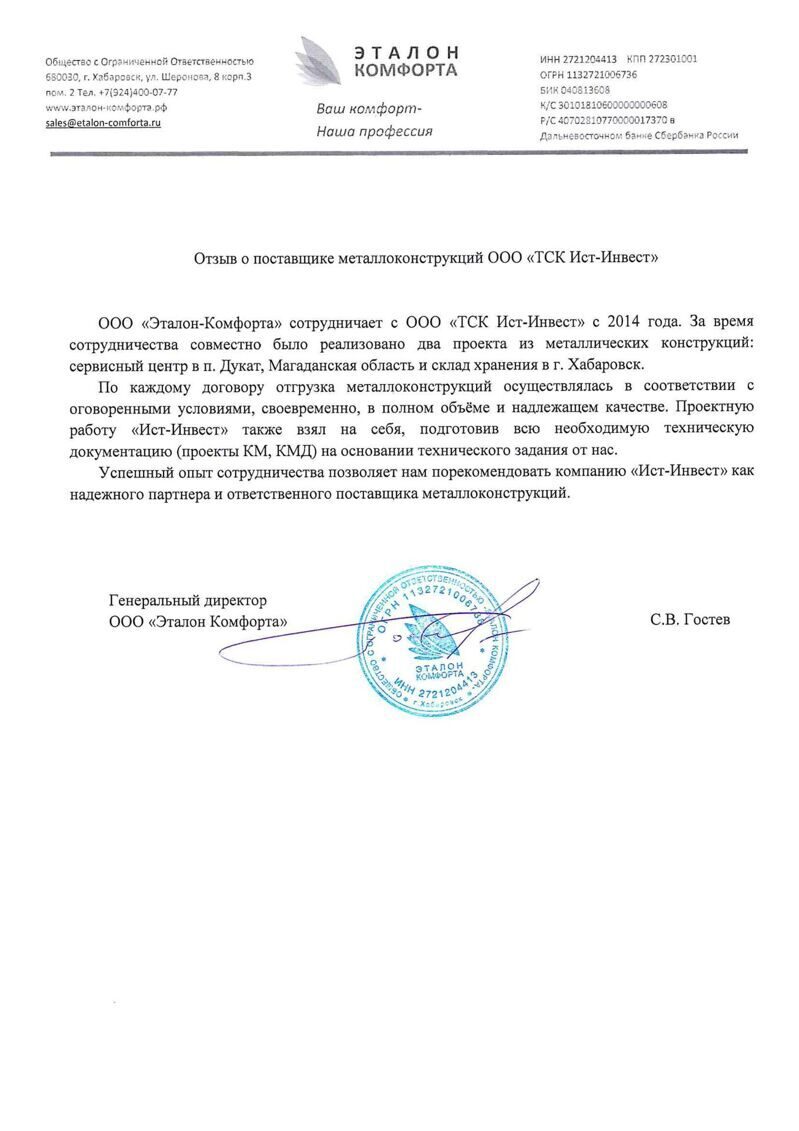 Общество с Ограниченной Ответственностью
680030, г. Хабаровск, ул. Шеронова, 8 корп.3
пом. 2 Тел. +7(924)400-07-77
www.эталон-комфорта.рф
sales@etalon-comforta.ru
ЭТАЛОН
КОМФОРТА
Ваш комфорт-
Наша профессия
ИНН 2721204413 КПП 272301001
ОГРН 1132721006736
БИК 040813608
К/С 30101810600000000608
Р/С 40702810770000017370 в
Дальневосточном банке Сбербанка России
Отзыв о поставщике металлоконструкций ООО «ТСК Ист-Инвест»
ООО «Эталон-Комфорта» сотрудничает с ООО «ТСК Ист-Инвест» с 2014 года. За время
сотрудничества совместно было реализовано два проекта из металлических конструкций:
сервисный центр в п. Дукат, Магаданская область и склад хранения в г. Хабаровск.
По каждому договору отгрузка металлоконструкций осуществлялась в соответствии с
оговоренными условиями, своевременно, в полном объёме и надлежащем качестве. Проектную
работу «Ист-Инвест» также взял на себя, подготовив всю необходимую техническую
документацию (проекты КМ, КМД) на основании технического задания от нас.
Успешный опыт сотрудничества позволяет нам порекомендовать компанию «Ист-Инвест» как
надежного партнера и ответственного поставщика металлоконструкций.
Генеральный директор
ООО «Эталон Комфорта»
С.В. Гостев
ОБЩЕСТВО С ОГРАНИЧЕННОЙ ОТВЕТСТВЕННОСТЬЮ «ЭТАЛОН КОМФОРТА»
ОГРН 1132721006736
ЭТАЛОН
КОМФОРТА
ИНН 2721204413
г.Хабаровск